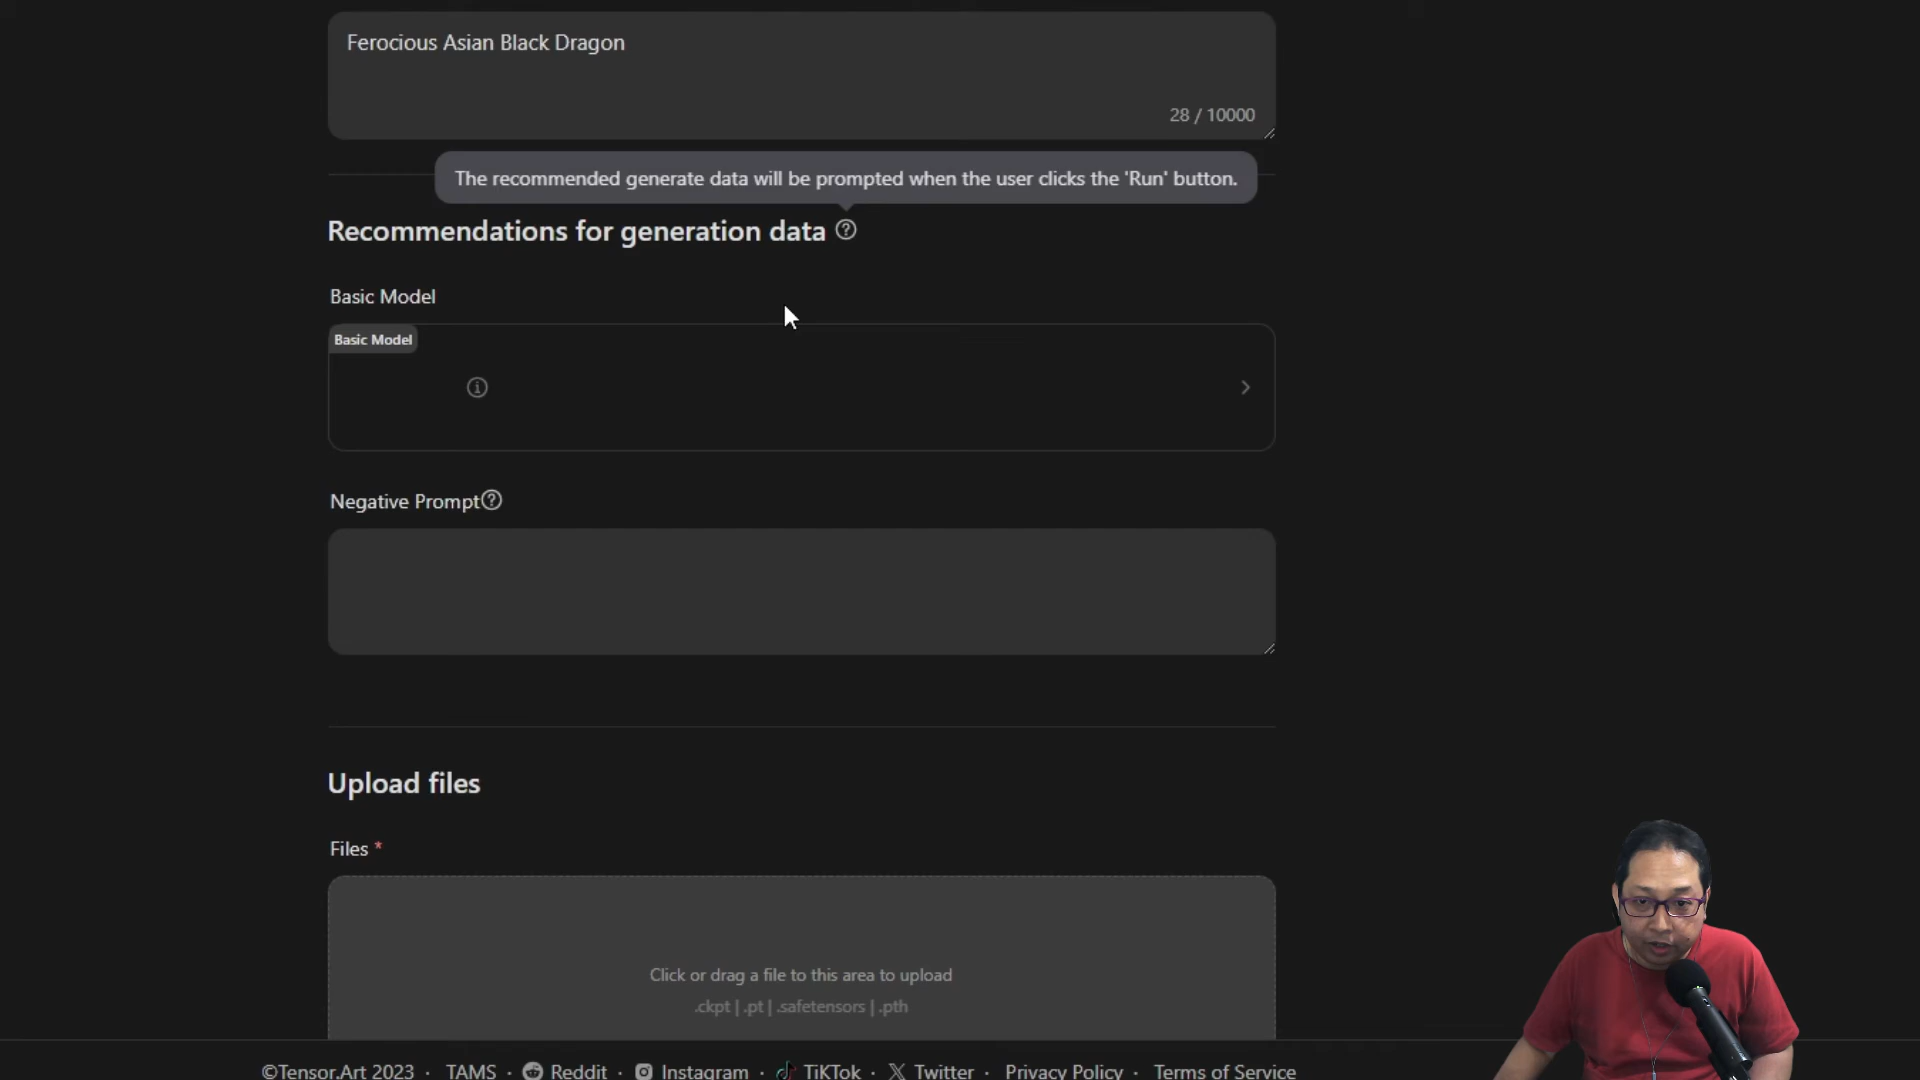 Ferocious Asian Black Dragon
28 / 10000
The recommended generate data will be prompted when the user clicks the 'Run' button.
Recommendations for generation data
Basic Model
Basic Model
Negative Prompt
Upload files
Files *
Click or drag a file to this area to upload
.ckpt | .pt | .safetensors | .pth
©Tensor.Art 2023 · TAMS · Reddit · Instagram · TiKTok · Twitter · Privacy Policy · Terms of Service